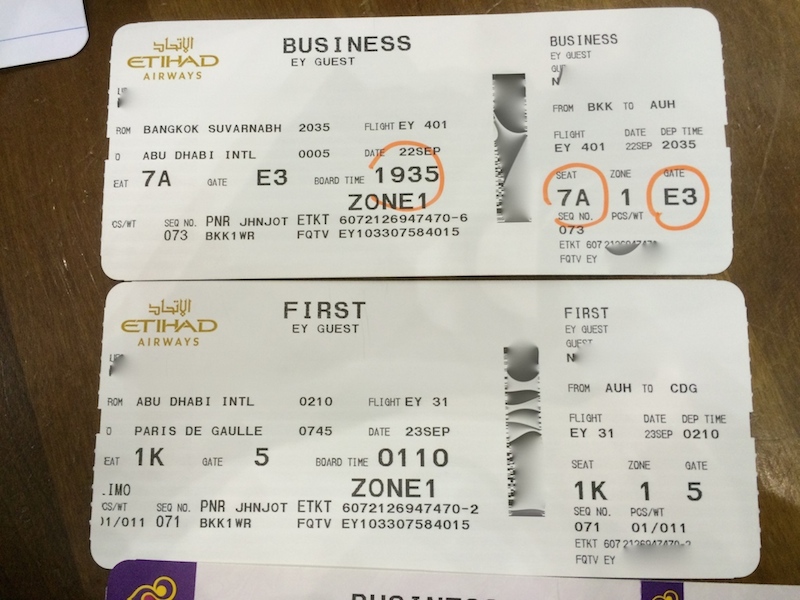 الإتحاد
ETIHAD
AIRWAYS
BUSINESS
EY GUEST
ROM BANGKOK SUVARNABH 2035 FLIGHT EY 401
O ABU DHABI INTL 0005 DATE 22SEP
EAT 7A GATE E3 BOARD TIME 1935
ZONE1
CS/WT SEQ NO. PNR JHNJOT ETKT 6072126947470-6
073 BKK1WR FQTV EY103307584015
BUSINESS
EY GUEST
FROM BKK TO AUH
FLIGHT DATE DEP TIME
EY 401 22SEP 2035
SEAT ZONE GATE
7A 1 E3
SEQ NO. PCS/WT
073
ETKT 607
FQTV EY
الإتحاد
ETIHAD
AIRWAYS
FIRST
EY GUEST
ROM ABU DHABI INTL 0210 FLIGHT EY 31
O PARIS DE GAULLE 0745 DATE 23SEP
EAT 1K GATE 5 BOARD TIME 0110
.IMO ZONE1
CS/WT SEQ NO. PNR JHNJOT ETKT 6072126947470-2
01/011 071 BKK1WR FQTV EY103307584015
FIRST
EY GUEST
FROM AUH TO CDG
FLIGHT DATE DEP TIME
EY 31 23SEP 0210
SEAT ZONE GATE
1K 1 5
SEQ NO. PCS/WT
071 01/011
ETKT 607
FQTV EY